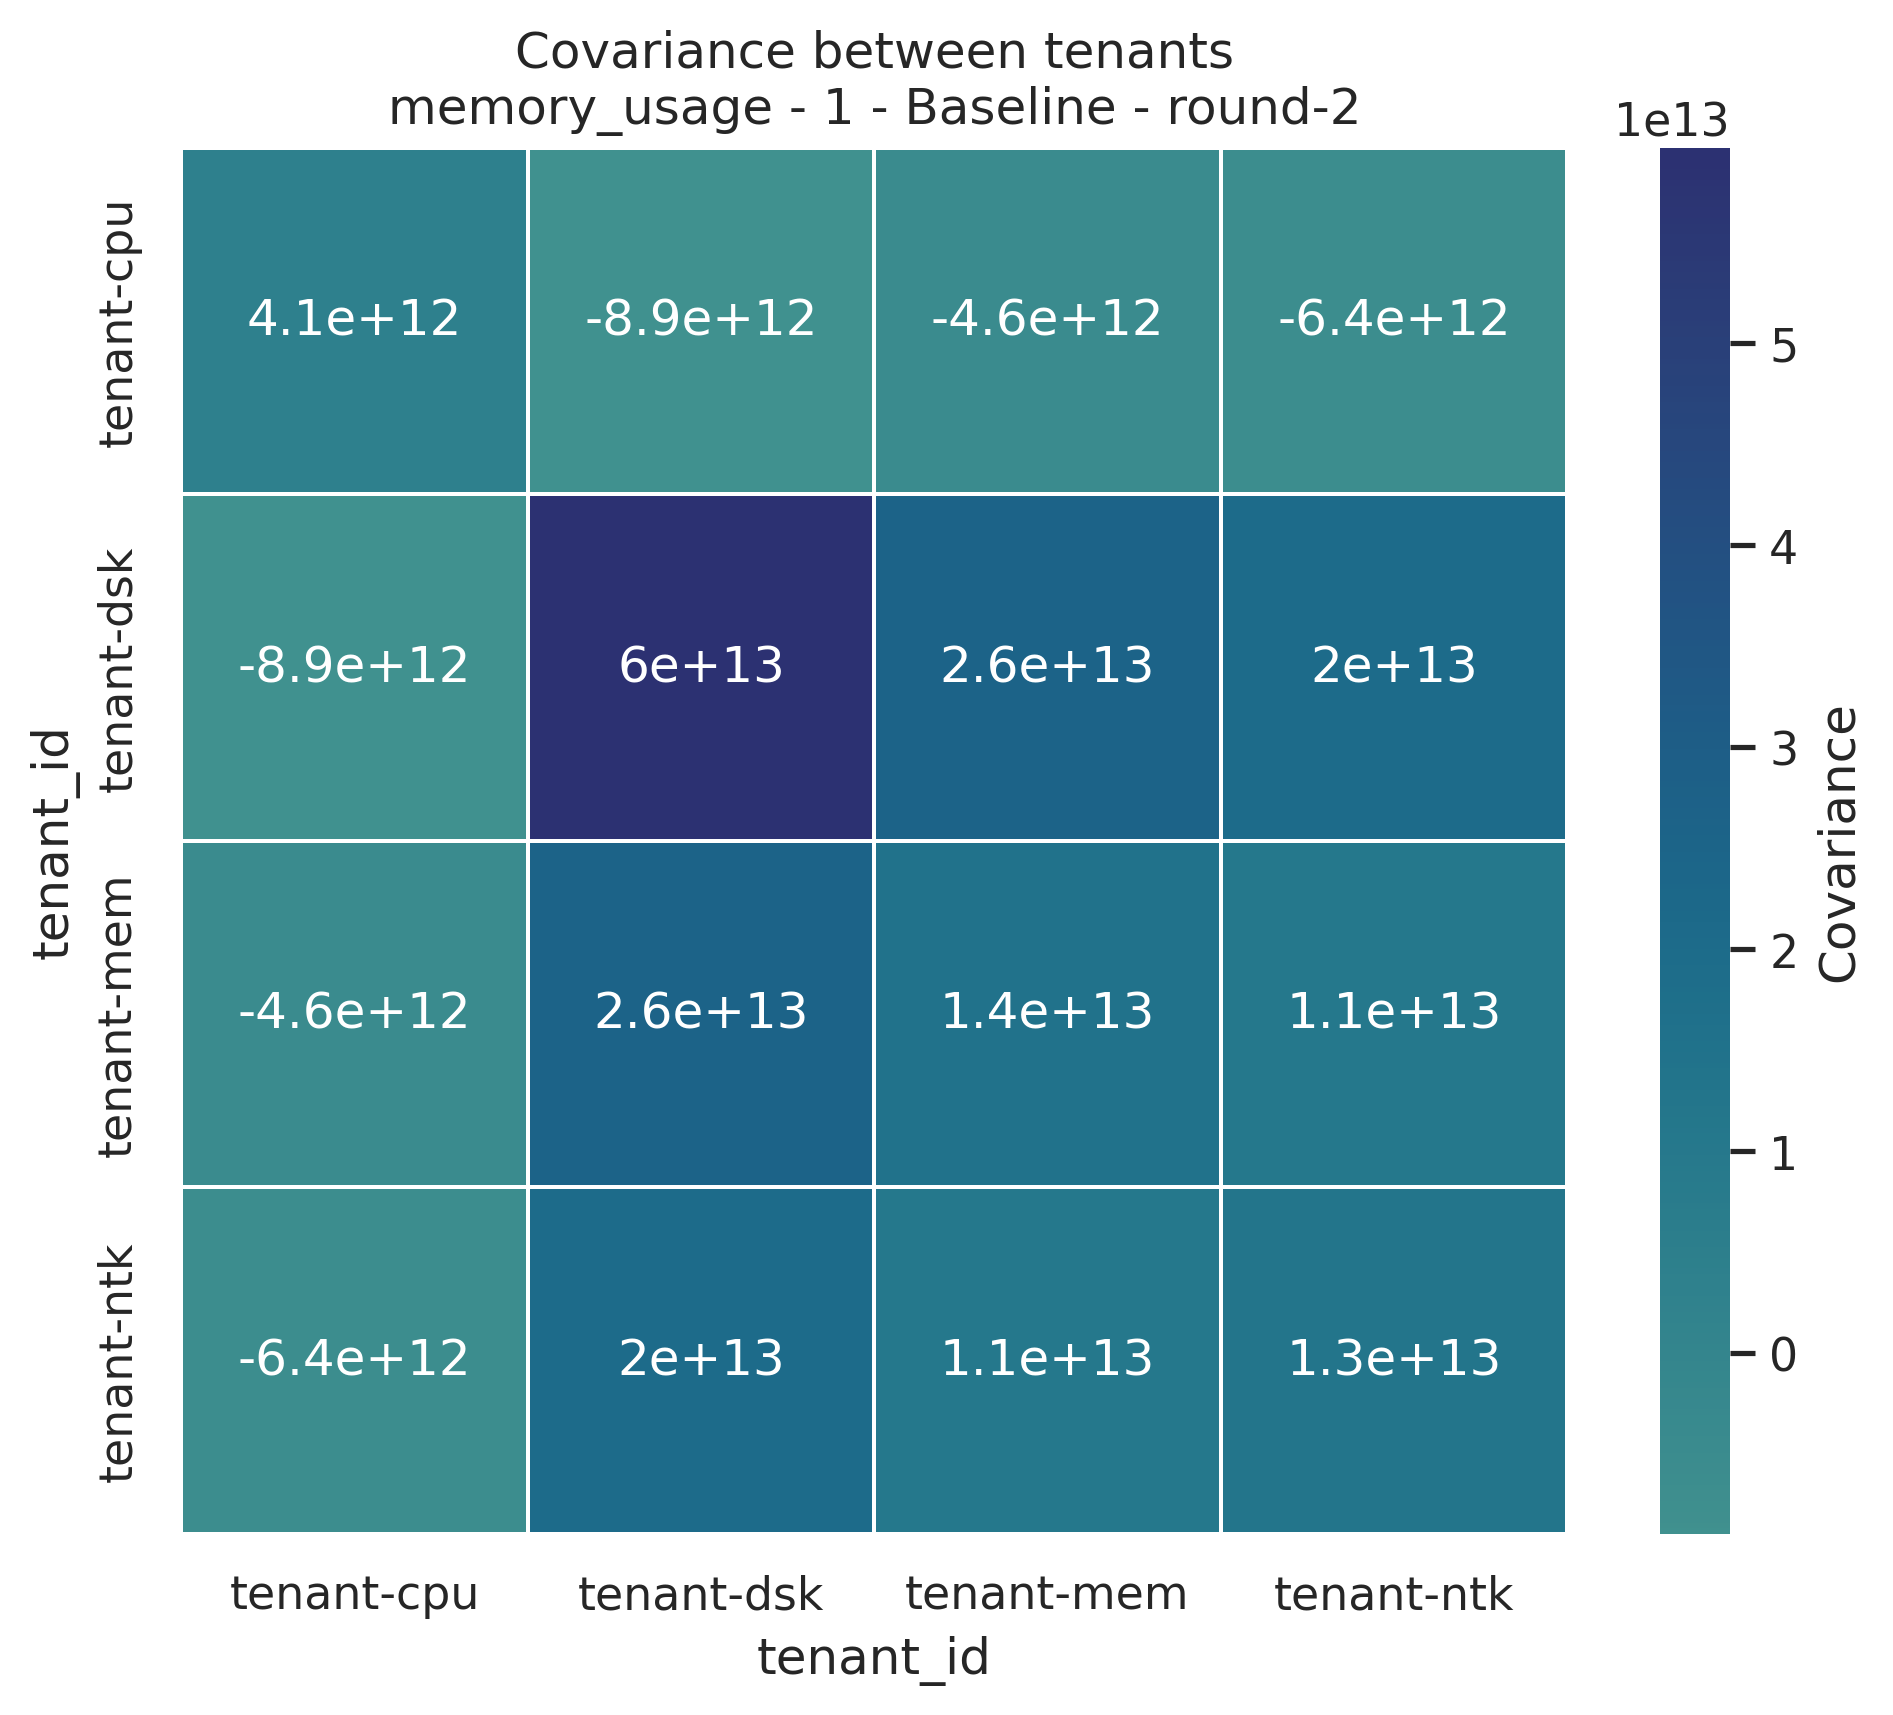 Covariance between tenants
memory_usage - 1 - Baseline - round-2
1e13
tenant-cpu
4.1e+12 -8.9e+12 -4.6e+12 -6.4e+12
tenant-dsk
-8.9e+12 6e+13 2.6e+13 2e+13
tenant-mem
-4.6e+12 2.6e+13 1.4e+13 1.1e+13
tenant-ntk
-6.4e+12 2e+13 1.1e+13 1.3e+13
tenant_id
tenant-cpu tenant-dsk tenant-mem tenant-ntk
tenant_id
5
4
3
2
1
0
Covariance